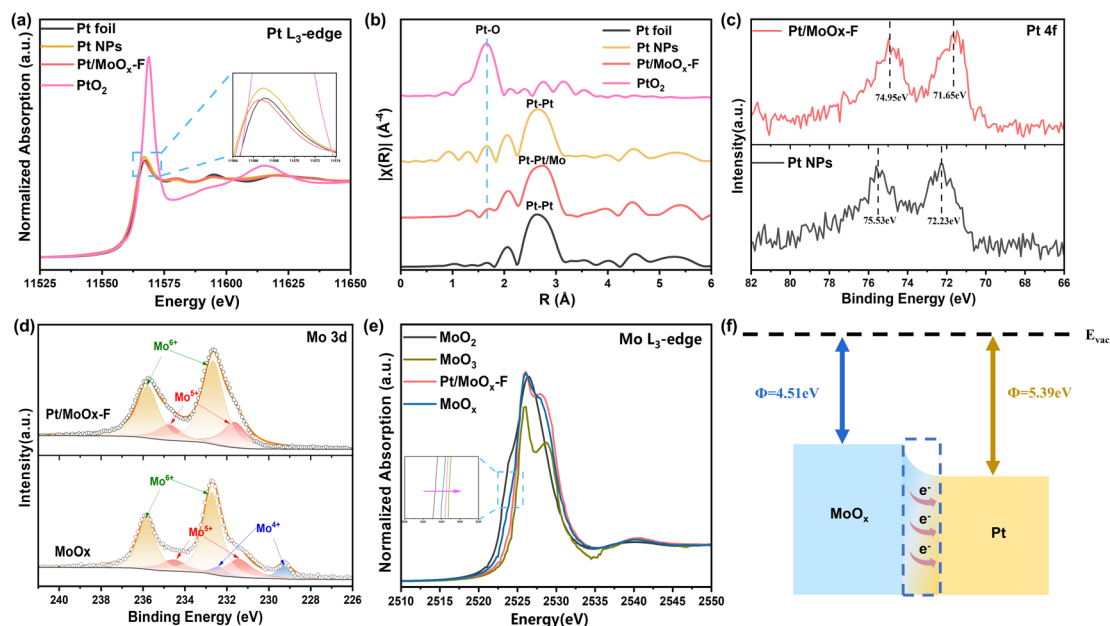 (a)
Pt L₃-edge
Pt foil
Pt NPs
Pt/MoOₓ-F
PtO₂
Normalized Absorption (a.u.)
11525 11560 11600 11650
Energy (eV)
(b)
Pt-O
Pt foil
Pt NPs
Pt/MoOₓ-F
PtO₂
Pt-Pt
Pt-Pt/Mo
Pt-Pt
|χ(R)| (Å⁻⁴)
0 1 2 3 4 5 6
R (Å)
(c)
Pt 4f
Pt/MoOx-F
74.95eV
71.65eV
Pt NPs
75.53eV
72.23eV
Intensity(a.u.)
82 80 78 76 74 72 70 68 66
Binding Energy (eV)
(d)
Mo 3d
Mo⁶⁺
Mo⁵⁺
Pt/MoOx-F
Mo⁶⁺
Mo⁵⁺
Mo⁴⁺
MoOx
Intensity(a.u.)
240 238 236 234 232 230 228 226
Binding Energy (eV)
(e)
Mo L₃-edge
MoO₂
MoO₃
Pt/MoOₓ-F
MoOₓ
Normalized Absorption (a.u.)
2510 2520 2530 2535 2540 2550
Energy(eV)
(f)
Eᵥₐc
Φ=4.51eV
Φ=5.39eV
e⁻
MoOₓ
e⁻
Pt
e⁻